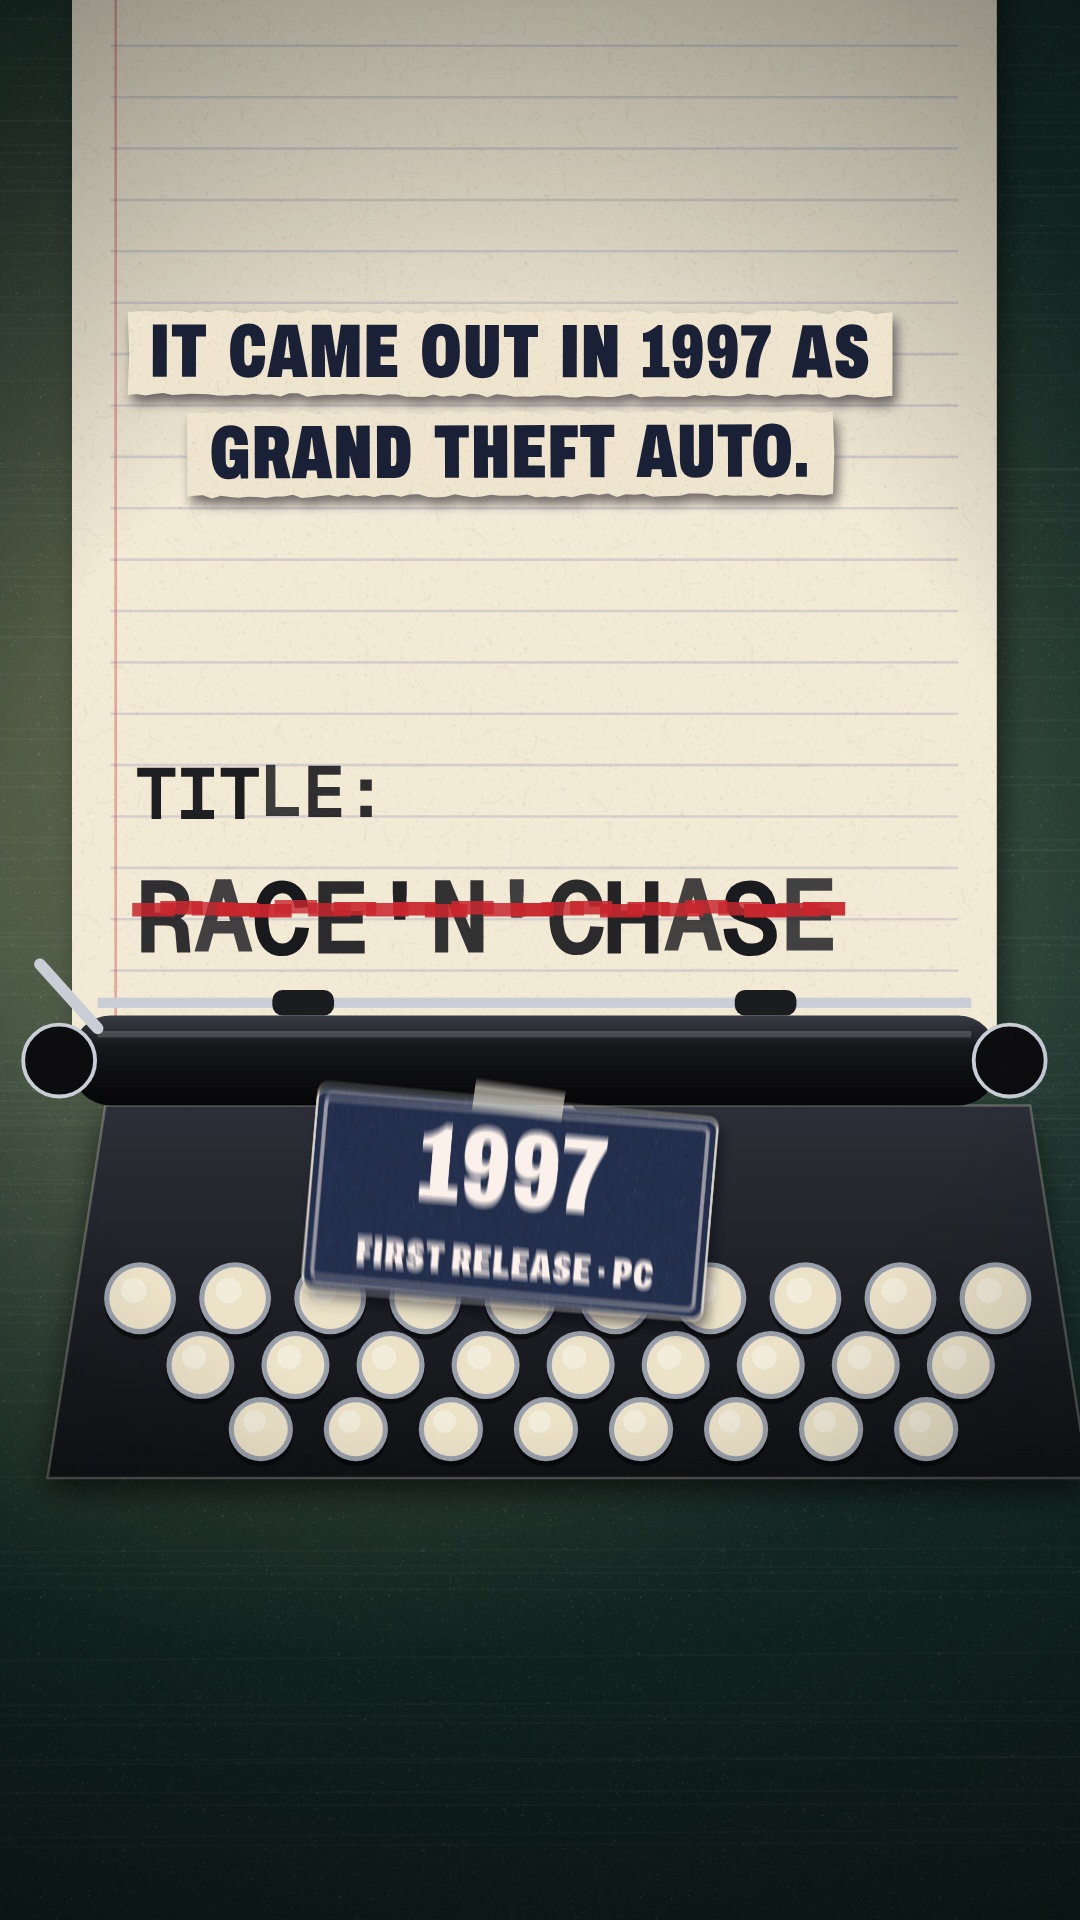 IT CAME OUT IN 1997 AS
GRAND THEFT AUTO.
TITLE:
RACE'N'CHASE
1997
FIRST RELEASE · PC